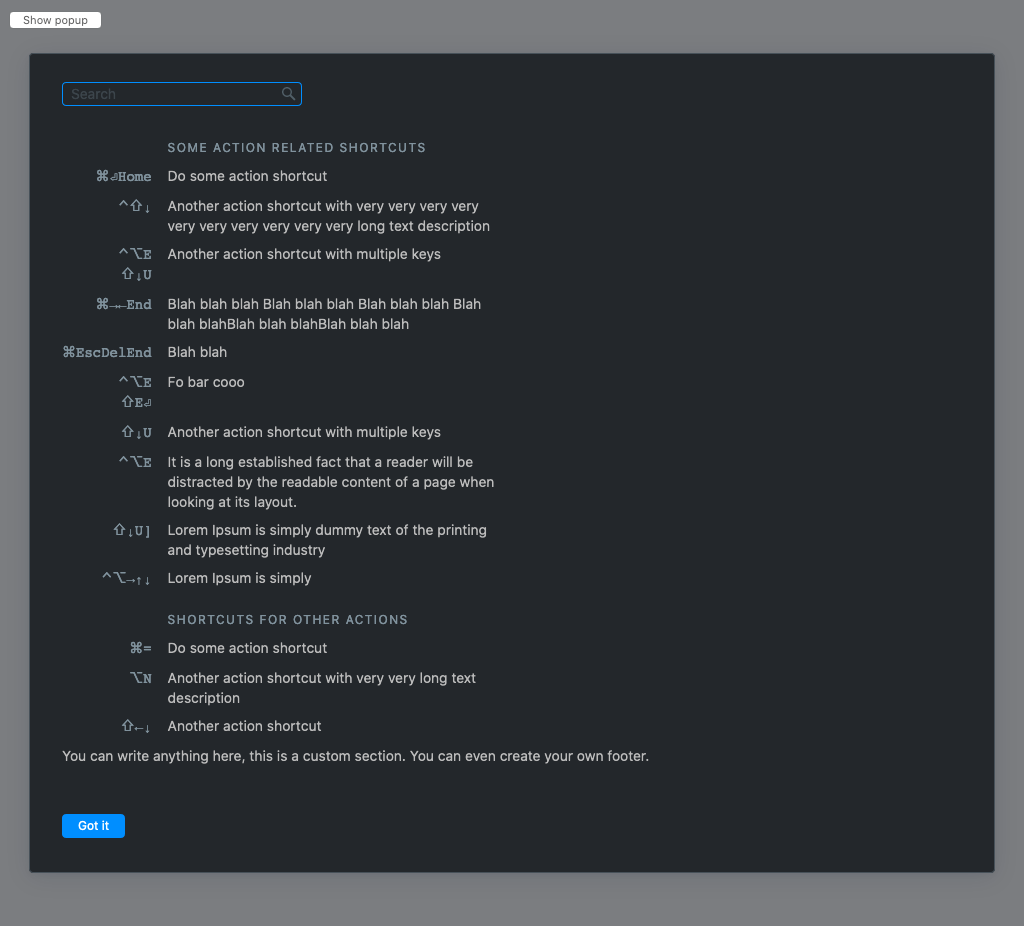 Show popup
Search
SOME ACTION RELATED SHORTCUTS
⌘⏎Home Do some action shortcut
⌃⇧↓ Another action shortcut with very very very very
very very very very very very long text description
⌃⌥E Another action shortcut with multiple keys
⇧↓U
⌘→←End Blah blah blah Blah blah blah Blah blah blah Blah
blah blahBlah blah blahBlah blah blah
⌘EscDelEnd Blah blah
⌃⌥E Fo bar cooo
⇧E⏎
⇧↓U Another action shortcut with multiple keys
⌃⌥E It is a long established fact that a reader will be
distracted by the readable content of a page when
looking at its layout.
⇧↓U] Lorem Ipsum is simply dummy text of the printing
and typesetting industry
⌃⌥→↑↓ Lorem Ipsum is simply
SHORTCUTS FOR OTHER ACTIONS
⌘= Do some action shortcut
⌥N Another action shortcut with very very long text
description
⇧←↓ Another action shortcut
You can write anything here, this is a custom section. You can even create your own footer.
Got it